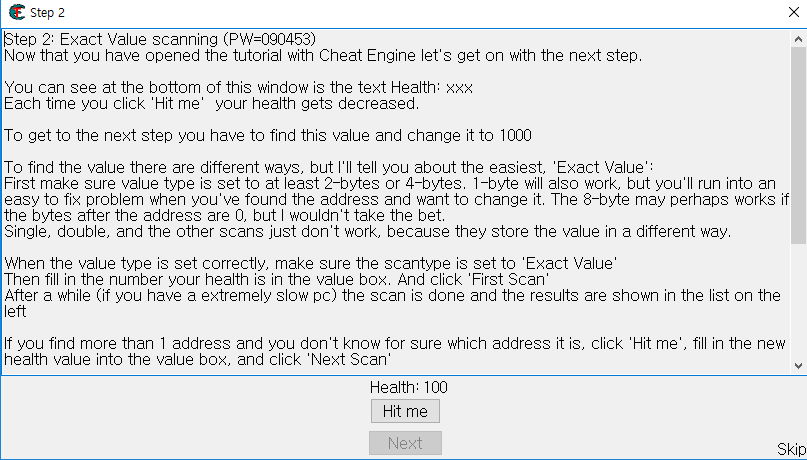 Step 2
Step 2: Exact Value scanning (PW=090453)
Now that you have opened the tutorial with Cheat Engine let's get on with the next step.
You can see at the bottom of this window is the text Health: xxx
Each time you click 'Hit me'  your health gets decreased.
To get to the next step you have to find this value and change it to 1000
To find the value there are different ways, but I'll tell you about the easiest, 'Exact Value':
First make sure value type is set to at least 2-bytes or 4-bytes. 1-byte will also work, but you'll run into an
easy to fix problem when you've found the address and want to change it. The 8-byte may perhaps works if
the bytes after the address are 0, but I wouldn't take the bet.
Single, double, and the other scans just don't work, because they store the value in a different way.
When the value type is set correctly, make sure the scantype is set to 'Exact Value'
Then fill in the number your health is in the value box. And click 'First Scan'
After a while (if you have a extremely slow pc) the scan is done and the results are shown in the list on the
left
If you find more than 1 address and you don't know for sure which address it is, click 'Hit me', fill in the new
health value into the value box, and click 'Next Scan'
Health: 100
Hit me
Next
Skip